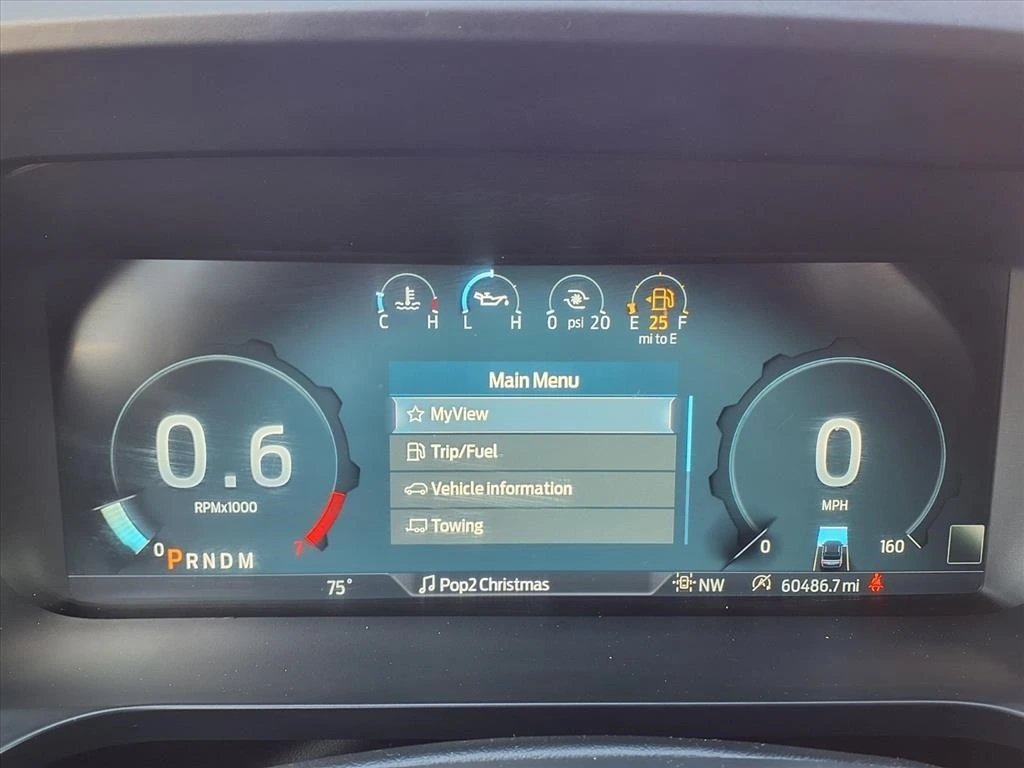 C H L H 0 psi 20 E 25 F
mi to E
Main Menu
MyView
Trip/Fuel
Vehicle information
Towing
0.6
RPMx1000
0 PRNDM 7
0
MPH
0 160
75° Pop2 Christmas NW 60486.7 mi